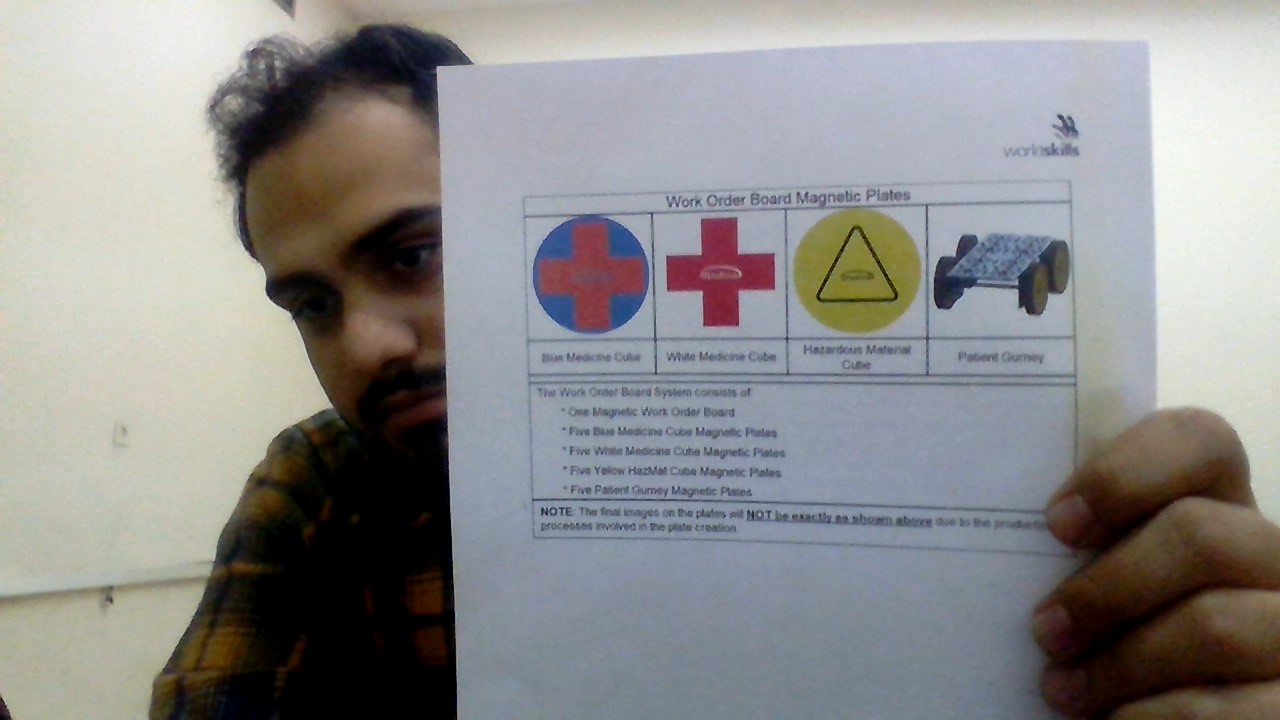 worldskills
Work Order Board Magnetic Plates
Blue Medicine Cube
White Medicine Cube
Hazardous Material
Cube
Patient Gurney
The Work Order Board System consists of:
* One Magnetic Work Order Board
* Five Blue Medicine Cube Magnetic Plates
* Five White Medicine Cube Magnetic Plates
* Five Yellow HazMat Cube Magnetic Plates
* Five Patient Gurney Magnetic Plates
NOTE: The final images on the plates will NOT be exactly as shown above due to the
processes involved in the plate creation.